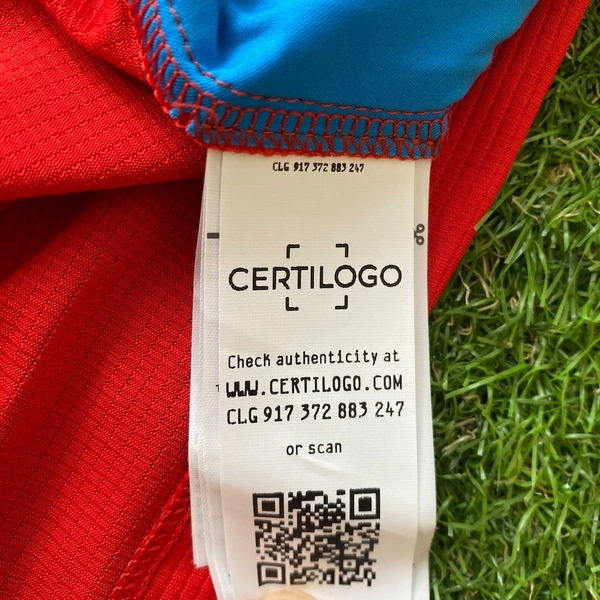 CLG 917 372 883 247
CERTILOGO
Check authenticity at
WWW.CERTILOGO.COM
CLG 917 372 883 247
or scan